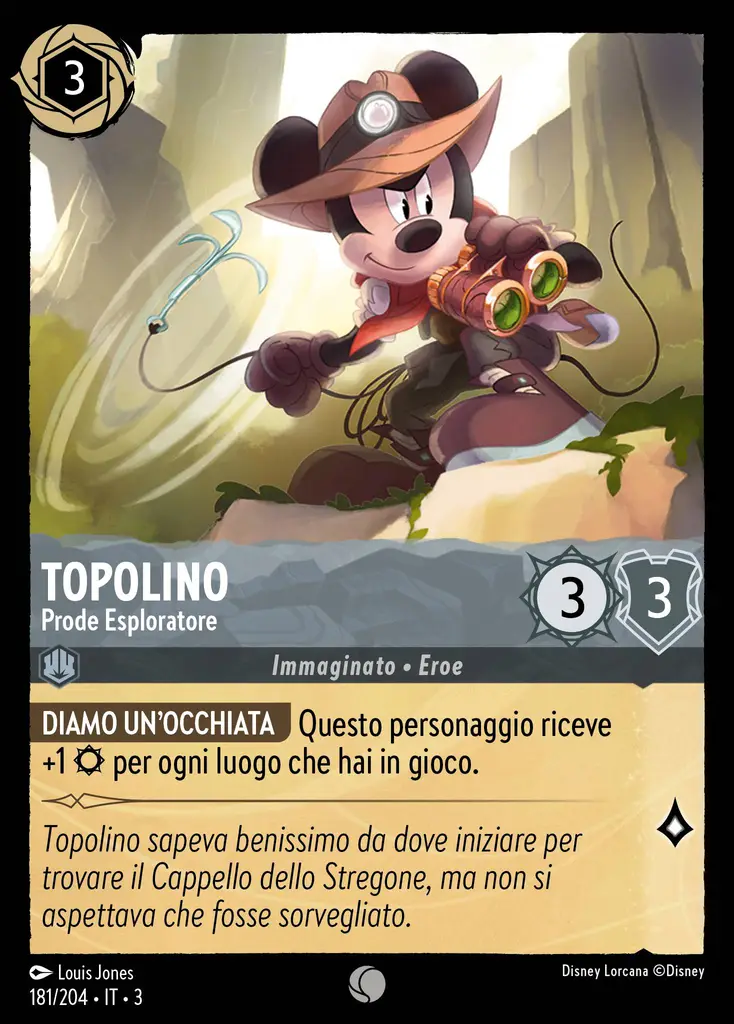 3
TOPOLINO
Prode Esploratore
3
3
Immaginato • Eroe
DIAMO UN'OCCHIATA Questo personaggio riceve
+1 per ogni luogo che hai in gioco.
Topolino sapeva benissimo da dove iniziare per
trovare il Cappello dello Stregone, ma non si
aspettava che fosse sorvegliato.
Louis Jones
Disney Lorcana ©Disney
181/204 • IT • 3